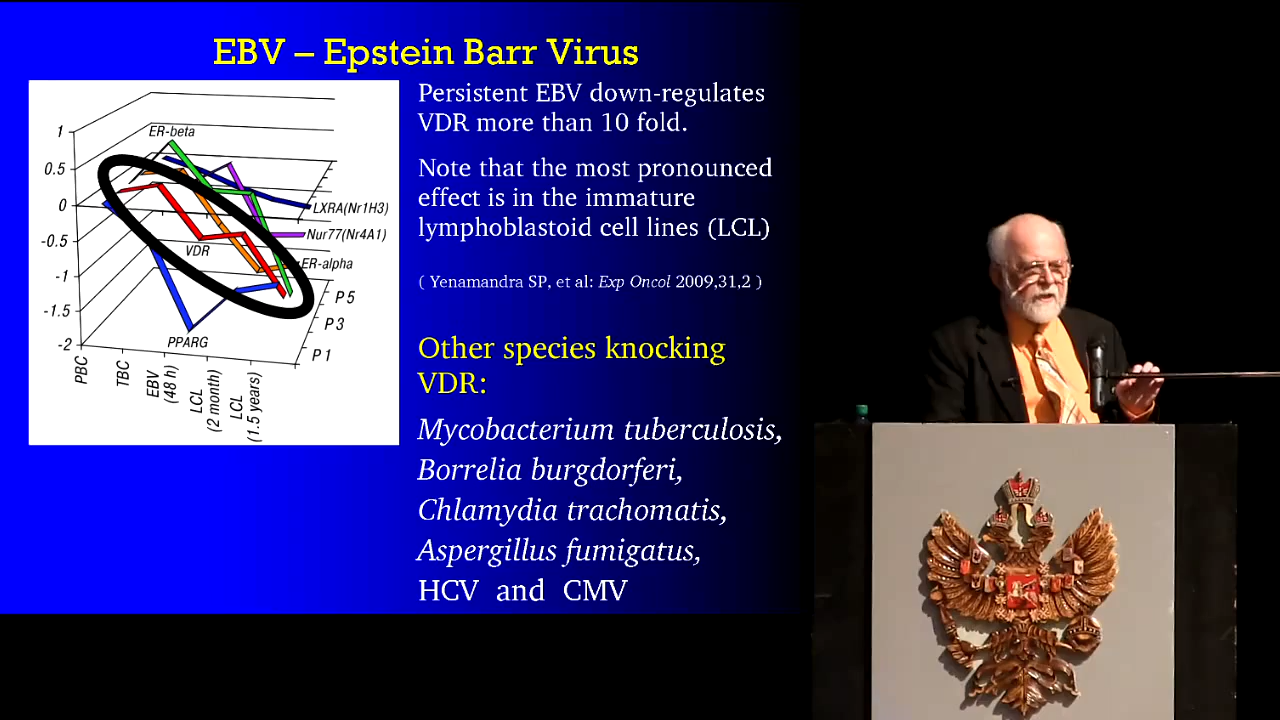 EBV – Epstein Barr Virus
Persistent EBV down-regulates
VDR more than 10 fold.
Note that the most pronounced
effect is in the immature
lymphoblastoid cell lines (LCL)
( Yenamandra SP, et al: Exp Oncol 2009,31,2 )
Other species knocking
VDR:
Mycobacterium tuberculosis,
Borrelia burgdorferi,
Chlamydia trachomatis,
Aspergillus fumigatus,
HCV and CMV
1
0.5
0
-0.5
-1
-1.5
-2
ER-beta
LXRA(Nr1H3)
Nur77(Nr4A1)
VDR
ER-alpha
PPARG
P 5
P 3
P 1
PBC
TBC
EBV
(48 h)
LCL
(2 month)
LCL
(1.5 years)